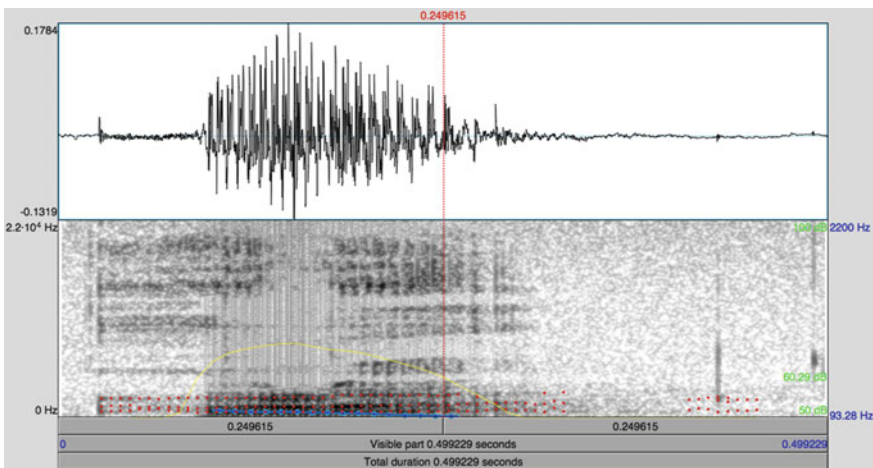 0.249615
0.1784
-0.1319
2.2·10⁴ Hz
100 dB
2200 Hz
60.29 dB
0 Hz
50 dB
93.28 Hz
0.249615
0.249615
0
Visible part 0.499229 seconds
0.499229
Total duration 0.499229 seconds